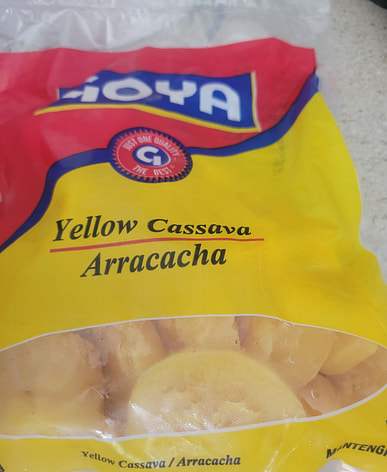 GOYA
JUST ONE QUALITY
G
THE BEST
Yellow Cassava
Arracacha
Yellow Cassava / Arracacha